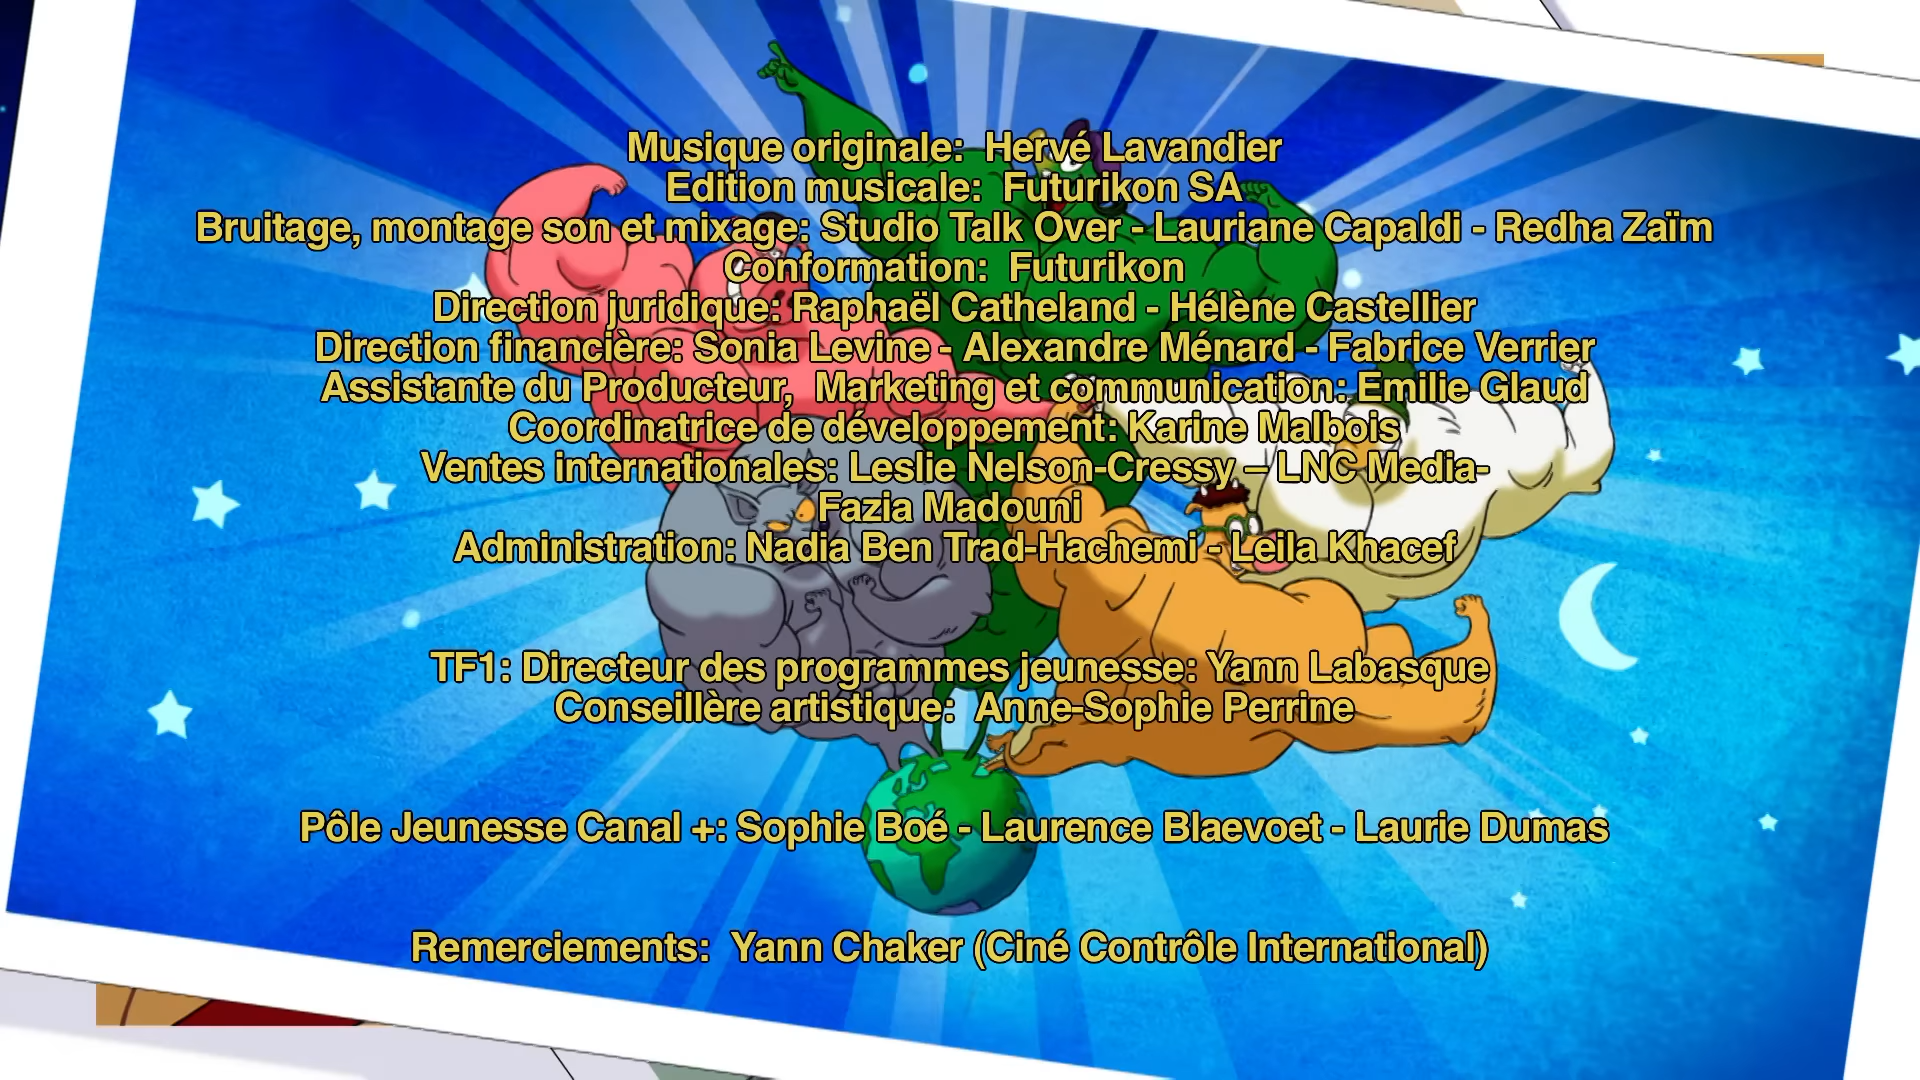 Musique originale: Hervé Lavandier
Edition musicale: Futurikon SA
Bruitage, montage son et mixage: Studio Talk Over - Lauriane Capaldi - Redha Zaïm
Conformation: Futurikon
Direction juridique: Raphaël Catheland - Hélène Castellier
Direction financière: Sonia Levine - Alexandre Ménard - Fabrice Verrier
Assistante du Producteur, Marketing et communication: Emilie Glaud
Coordinatrice de développement: Karine Malbois
Ventes internationales: Leslie Nelson-Cressy – LNC Media-
Fazia Madouni
Administration: Nadia Ben Trad-Hachemi - Leila Khacef
TF1: Directeur des programmes jeunesse: Yann Labasque
Conseillère artistique: Anne-Sophie Perrine
Pôle Jeunesse Canal +: Sophie Boé - Laurence Blaevoet - Laurie Dumas
Remerciements: Yann Chaker (Ciné Contrôle International)